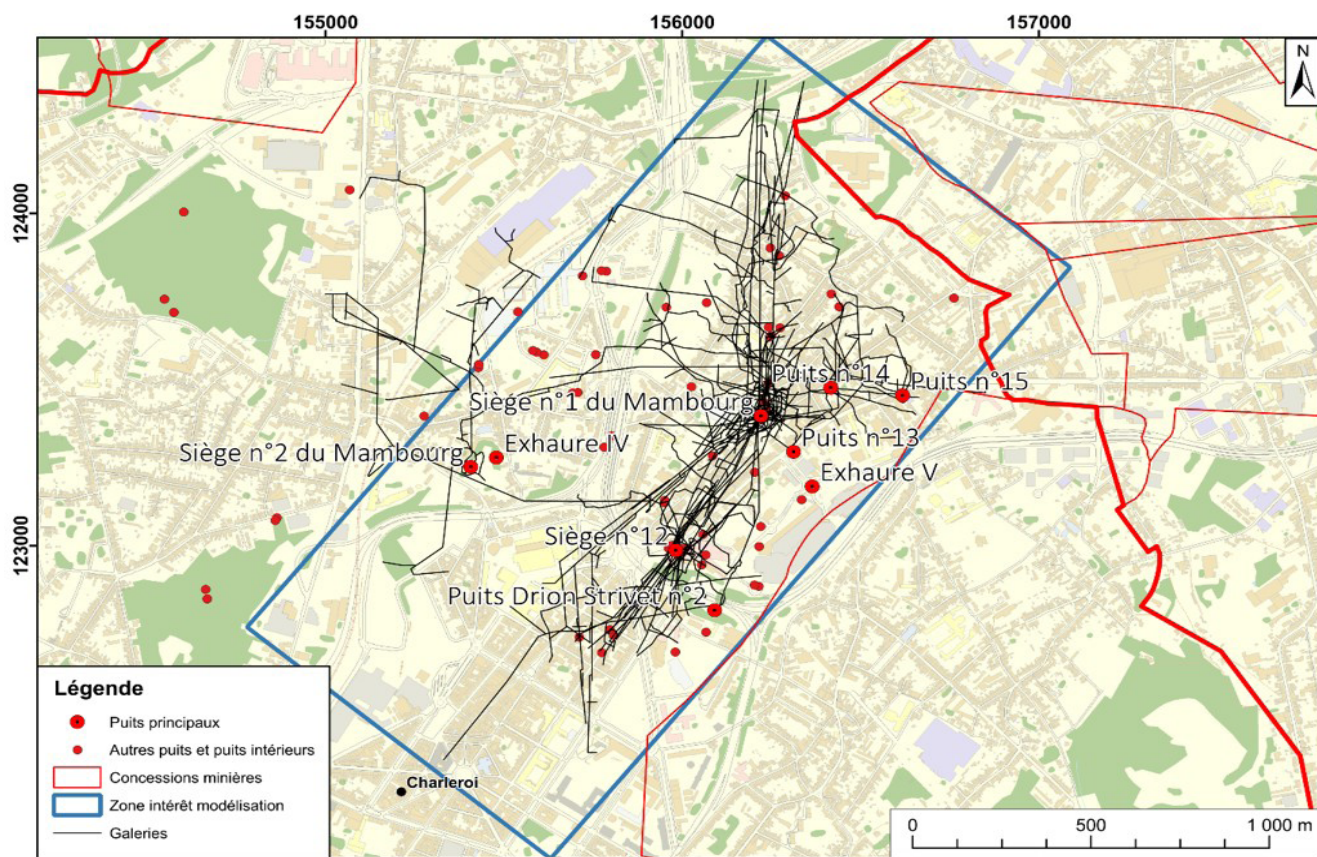 155000
156000
157000
N
124000
123000
Puits n°14
Puits n°15
Siège n°1 du Mambourg
Puits n°13
Siège n°2 du Mambourg
Exhaure IV
Exhaure V
Siège n°12
Puits Drion Strivet n°2
Charleroi
Légende
Puits principaux
Autres puits et puits intérieurs
Concessions minières
Zone intérêt modélisation
Galeries
0
500
1 000 m